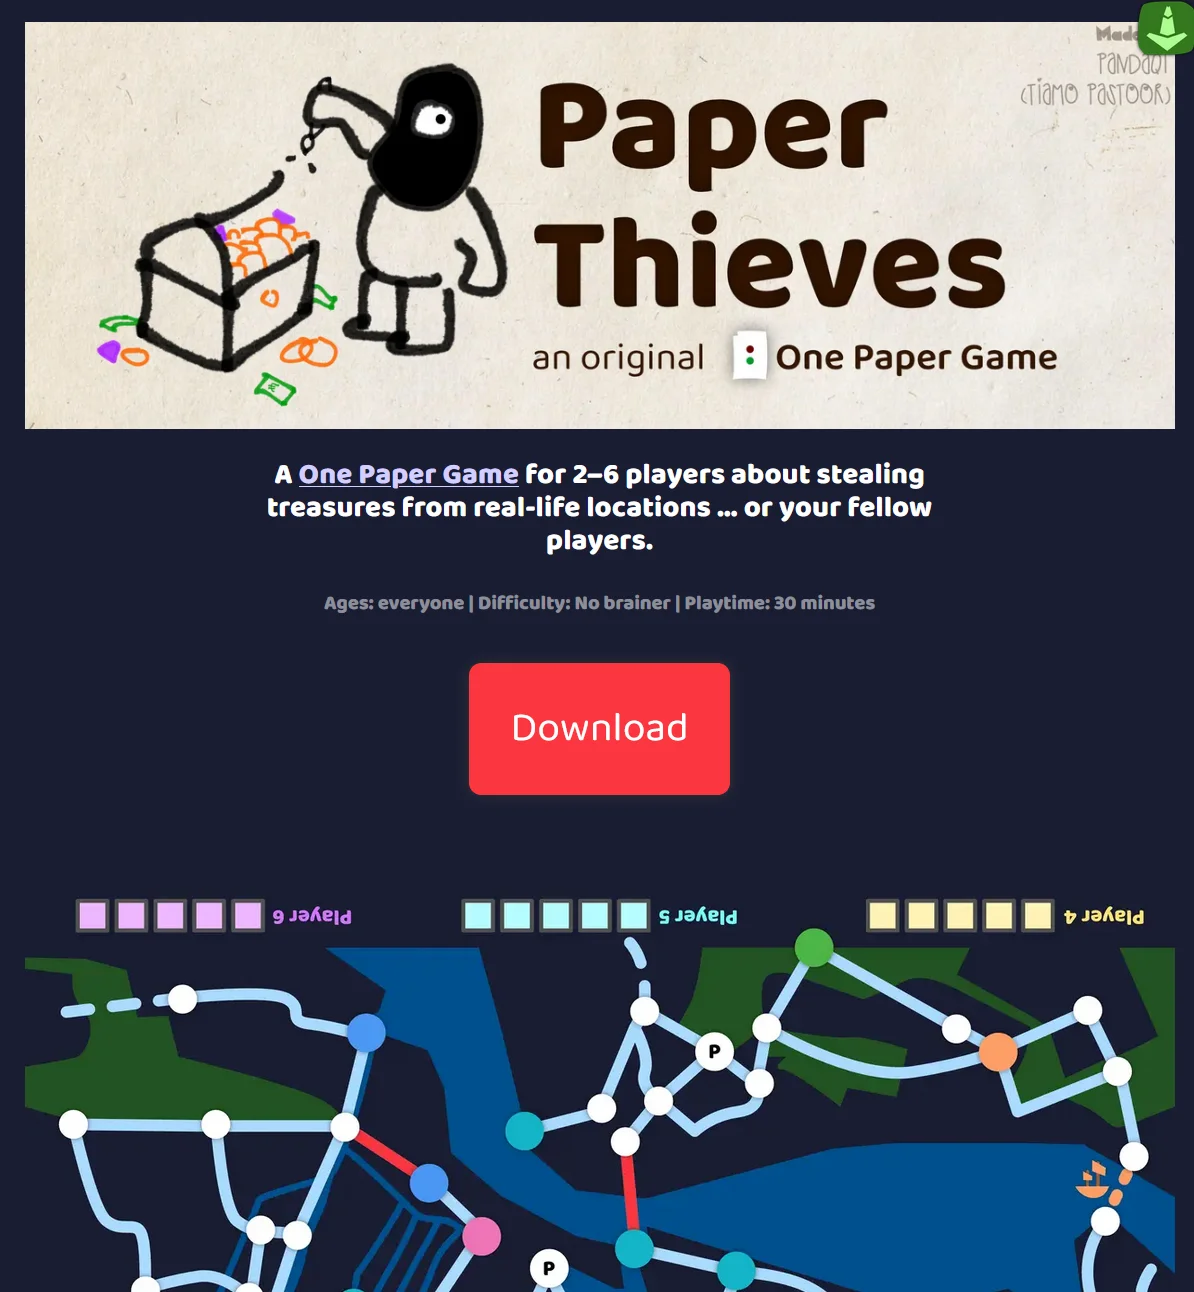 Paper
Thieves
an original One Paper Game
PANDAQI
(TIAMO PASTOOR)
A One Paper Game for 2–6 players about stealing
treasures from real-life locations ... or your fellow
players.
Ages: everyone | Difficulty: No brainer | Playtime: 30 minutes
Download
Player 6
Player 5
Player 4
P
P